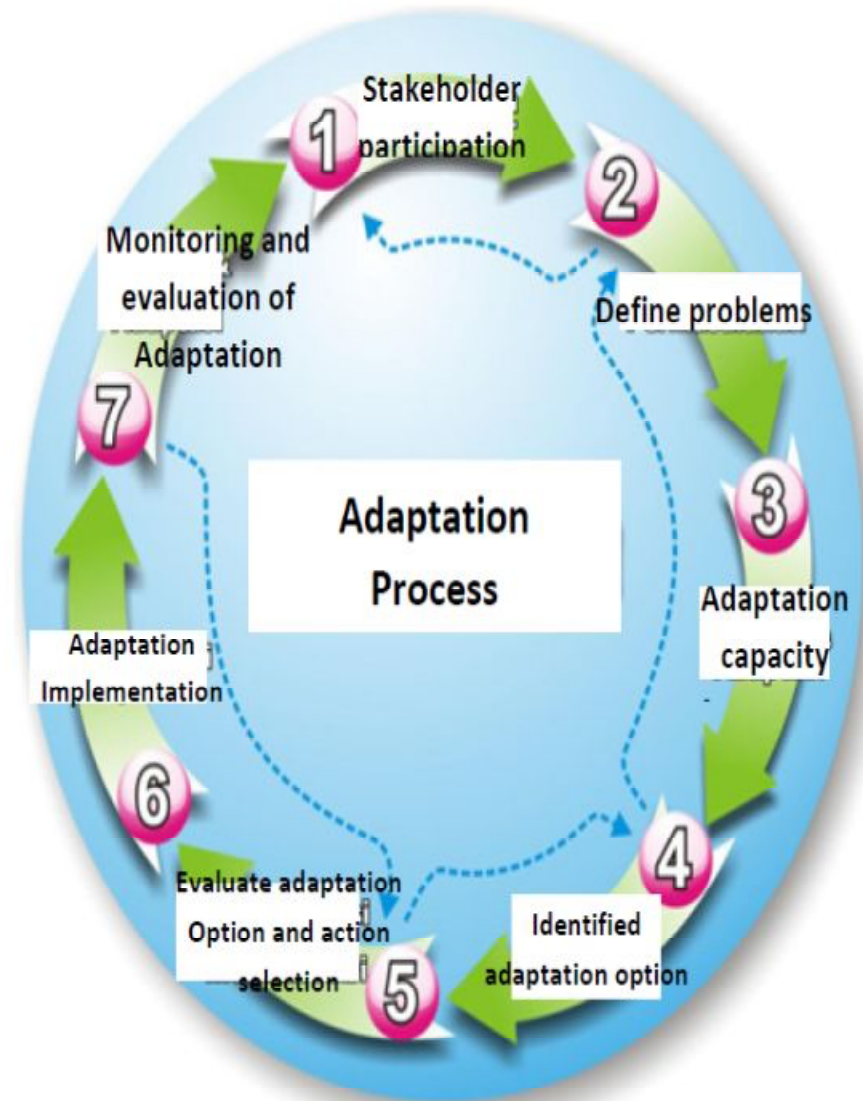 1
Stakeholder
participation
2
Define problems
3
Adaptation
capacity
4
Identified
adaptation option
5
Evaluate adaptation
Option and action
selection
6
Adaptation
Implementation
7
Monitoring and
evaluation of
Adaptation
Adaptation
Process